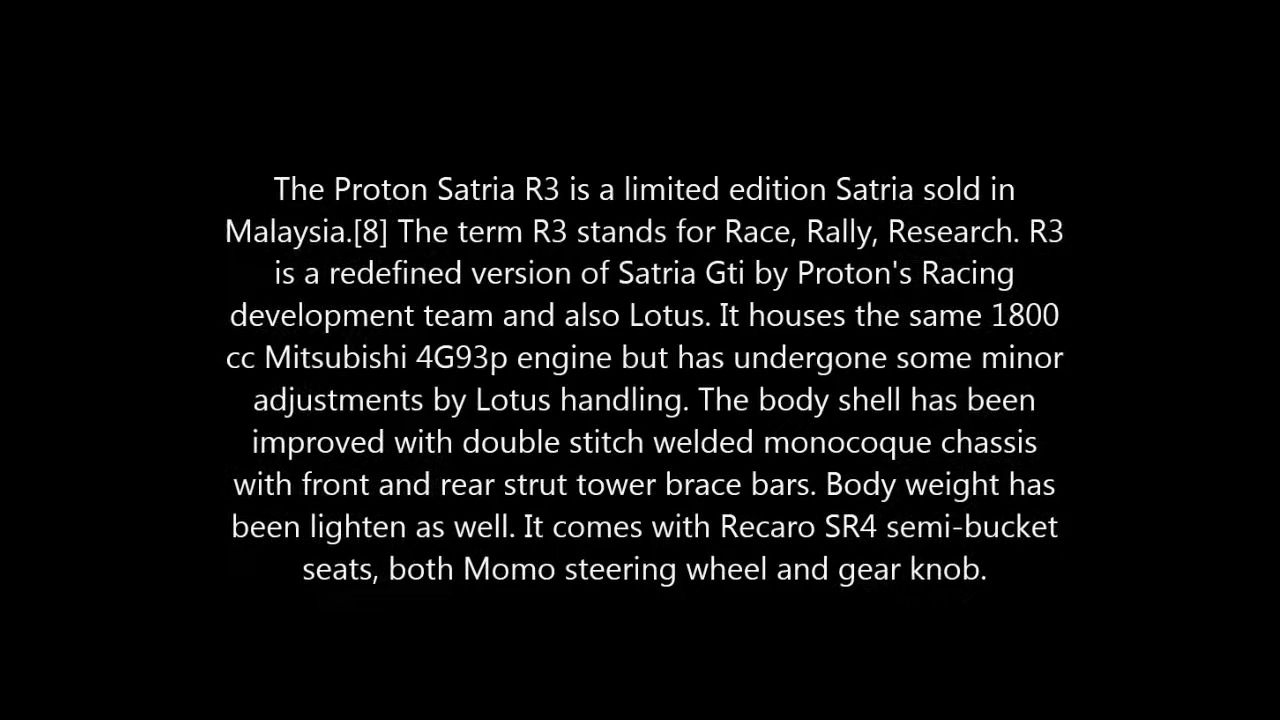 The Proton Satria R3 is a limited edition Satria sold in
Malaysia.[8] The term R3 stands for Race, Rally, Research. R3
is a redefined version of Satria Gti by Proton's Racing
development team and also Lotus. It houses the same 1800
cc Mitsubishi 4G93p engine but has undergone some minor
adjustments by Lotus handling. The body shell has been
improved with double stitch welded monocoque chassis
with front and rear strut tower brace bars. Body weight has
been lighten as well. It comes with Recaro SR4 semi-bucket
seats, both Momo steering wheel and gear knob.